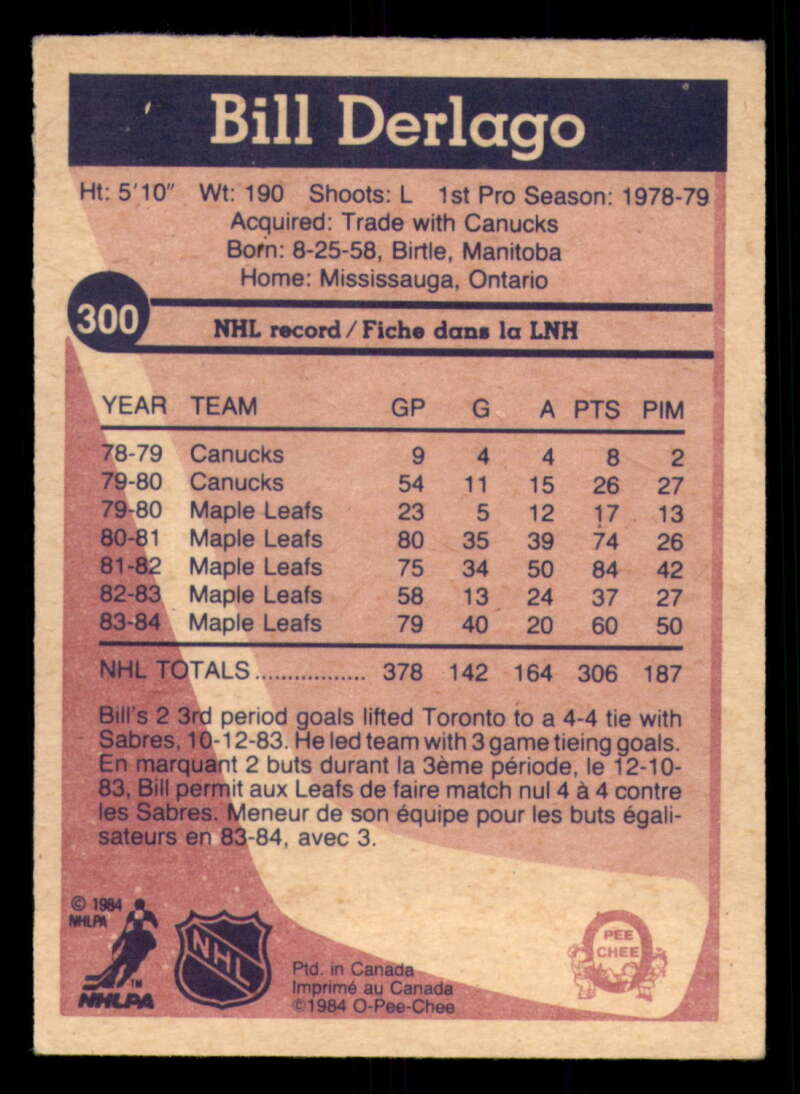 Bill Derlago
Ht: 5'10" Wt: 190 Shoots: L 1st Pro Season: 1978-79
Acquired: Trade with Canucks
Born: 8-25-58, Birtle, Manitoba
Home: Mississauga, Ontario
300
NHL record/Fiche dans la LNH
YEAR TEAM GP G A PTS PIM
78-79 Canucks 9 4 4 8 2
79-80 Canucks 54 11 15 26 27
79-80 Maple Leafs 23 5 12 17 13
80-81 Maple Leafs 80 35 39 74 26
81-82 Maple Leafs 75 34 50 84 42
82-83 Maple Leafs 58 13 24 37 27
83-84 Maple Leafs 79 40 20 60 50
NHL TOTALS................. 378 142 164 306 187
Bill's 2 3rd period goals lifted Toronto to a 4-4 tie with
Sabres, 10-12-83. He led team with 3 game tieing goals.
En marquant 2 buts durant la 3ème période, le 12-10-
83, Bill permit aux Leafs de faire match nul 4 à 4 contre
les Sabres. Meneur de son équipe pour les buts égali-
sateurs en 83-84, avec 3.
© 1984
NHLPA
TM
NHLPA
NHL
Ptd. in Canada
Imprimé au Canada
©1984 O-Pee-Chee
PEE
CHEE